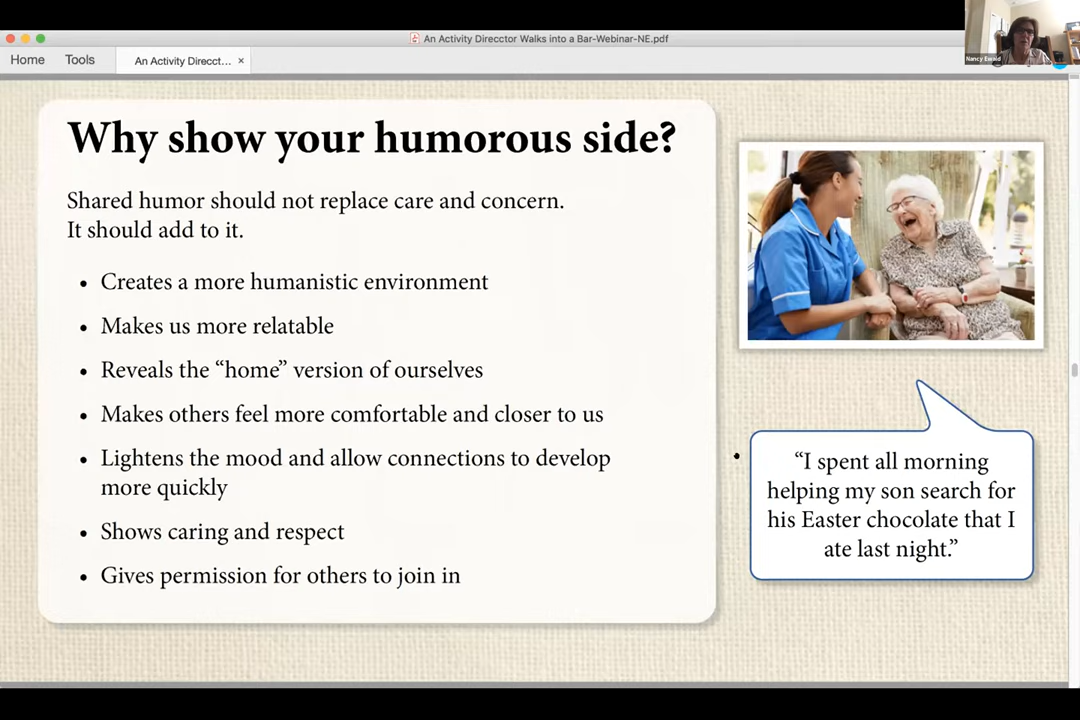 An Activity Direcctor Walks into a Bar-Webinar-NE.pdf
Home Tools An Activity Direcct... ×
Nancy Ewald
Why show your humorous side?
Shared humor should not replace care and concern.
It should add to it.
• Creates a more humanistic environment
• Makes us more relatable
• Reveals the “home” version of ourselves
• Makes others feel more comfortable and closer to us
• Lightens the mood and allow connections to develop
more quickly
• Shows caring and respect
• Gives permission for others to join in
“I spent all morning
helping my son search for
his Easter chocolate that I
ate last night.”